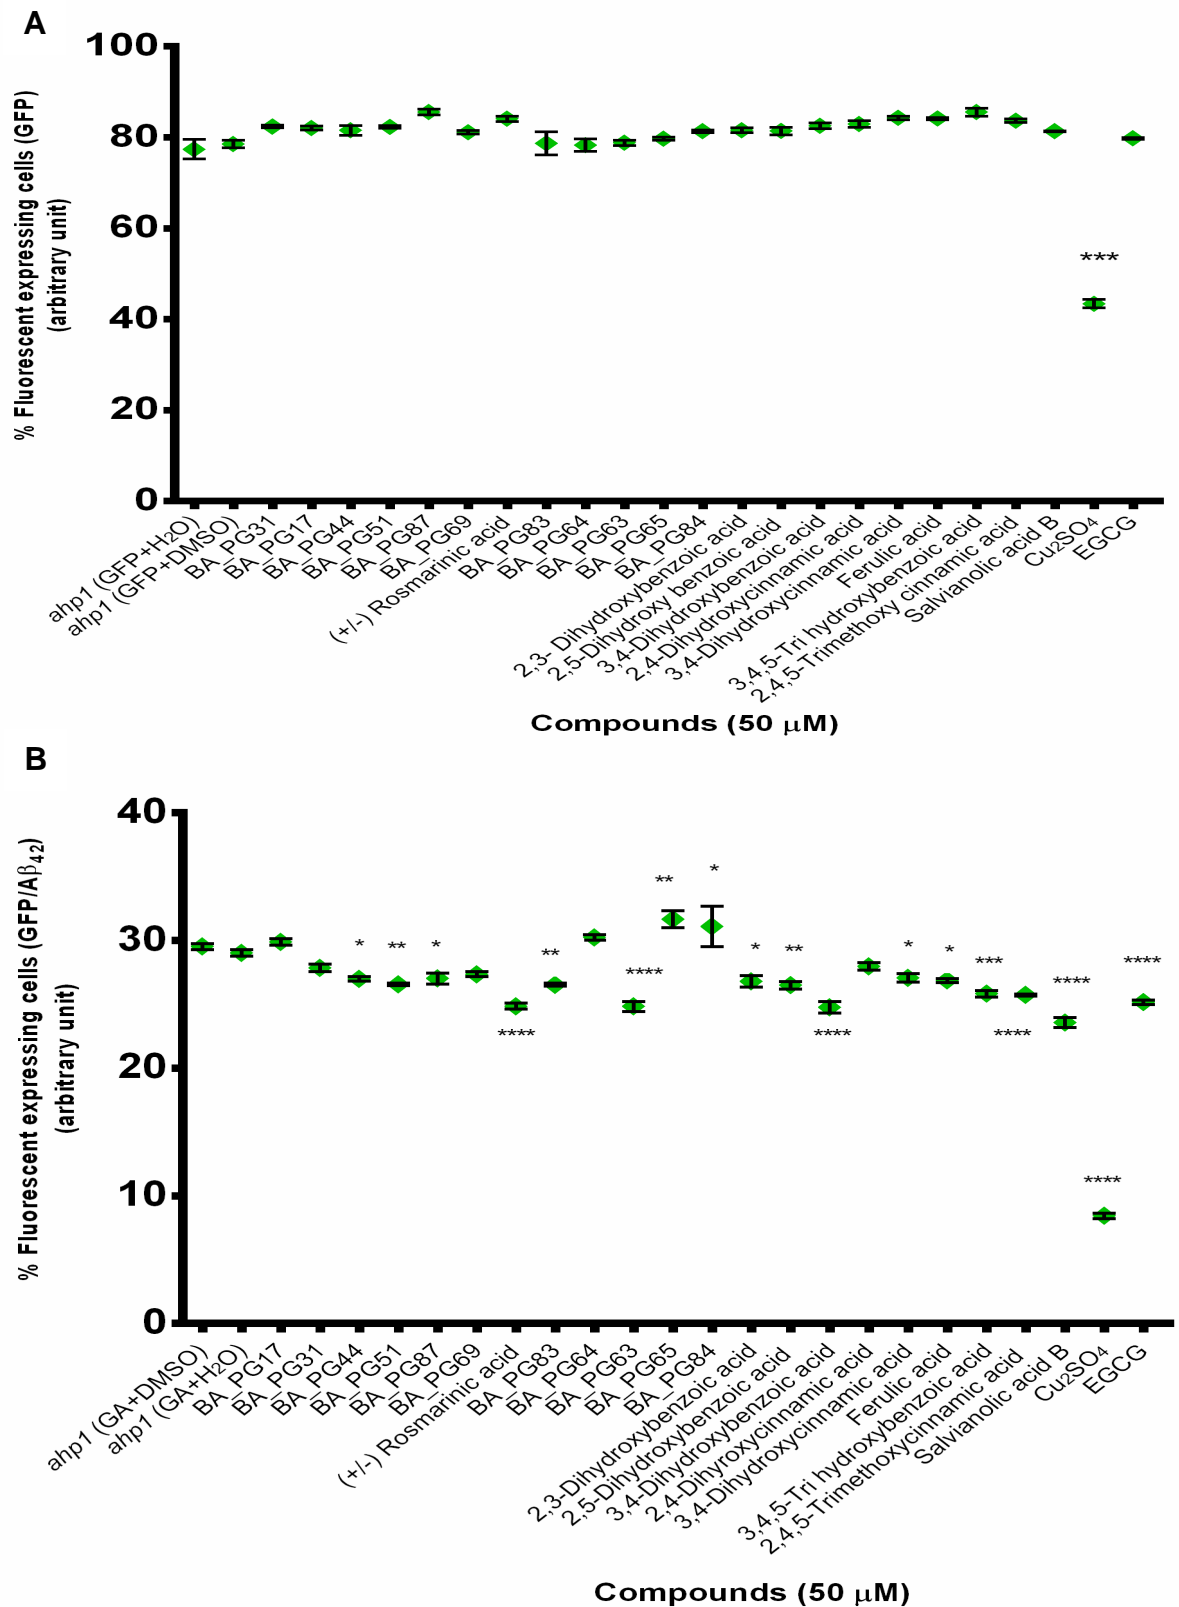 A
% Fluorescent expressing cells (GFP)
(arbitrary unit)
100
80
60
40
20
0
***
ahp1 (GFP+H₂O)
ahp1 (GFP+DMSO)
BA_PG31
BA_PG17
BA_PG44
BA_PG51
BA_PG87
BA_PG69
(+/-) Rosmarinic acid
BA_PG83
BA_PG64
BA_PG63
BA_PG65
BA_PG84
2,3- Dihydroxybenzoic acid
2,5-Dihydroxy benzoic acid
3,4-Dihydroxybenzoic acid
2,4-Dihydroxycinnamic acid
3,4-Dihydroxycinnamic acid
Ferulic acid
3,4,5-Tri hydroxybenzoic acid
2,4,5-Trimethoxy cinnamic acid
Salvianolic acid B
Cu₂SO₄
EGCG
Compounds (50 μM)
B
% Fluorescent expressing cells (GFP/Aβ₄₂)
(arbitrary unit)
40
30
20
10
0
*
**
*
****
**
****
**
*
*
**
****
*
*
***
****
****
****
****
ahp1 (GA+DMSO)
ahp1 (GA+H₂O)
BA_PG17
BA_PG31
BA_PG44
BA_PG51
BA_PG87
BA_PG69
(+/-) Rosmarinic acid
BA_PG83
BA_PG64
BA_PG63
BA_PG65
BA_PG84
2,3-Dihydroxybenzoic acid
2,5-Dihydroxybenzoic acid
3,4-Dihydroxybenzoic acid
2,4-Dihyroxycinnamic acid
3,4-Dihydroxycinnamic acid
Ferulic acid
3,4,5-Tri hydroxybenzoic acid
2,4,5-Trimethoxycinnamic acid
Salvianolic acid B
Cu₂SO₄
EGCG
Compounds (50 μM)